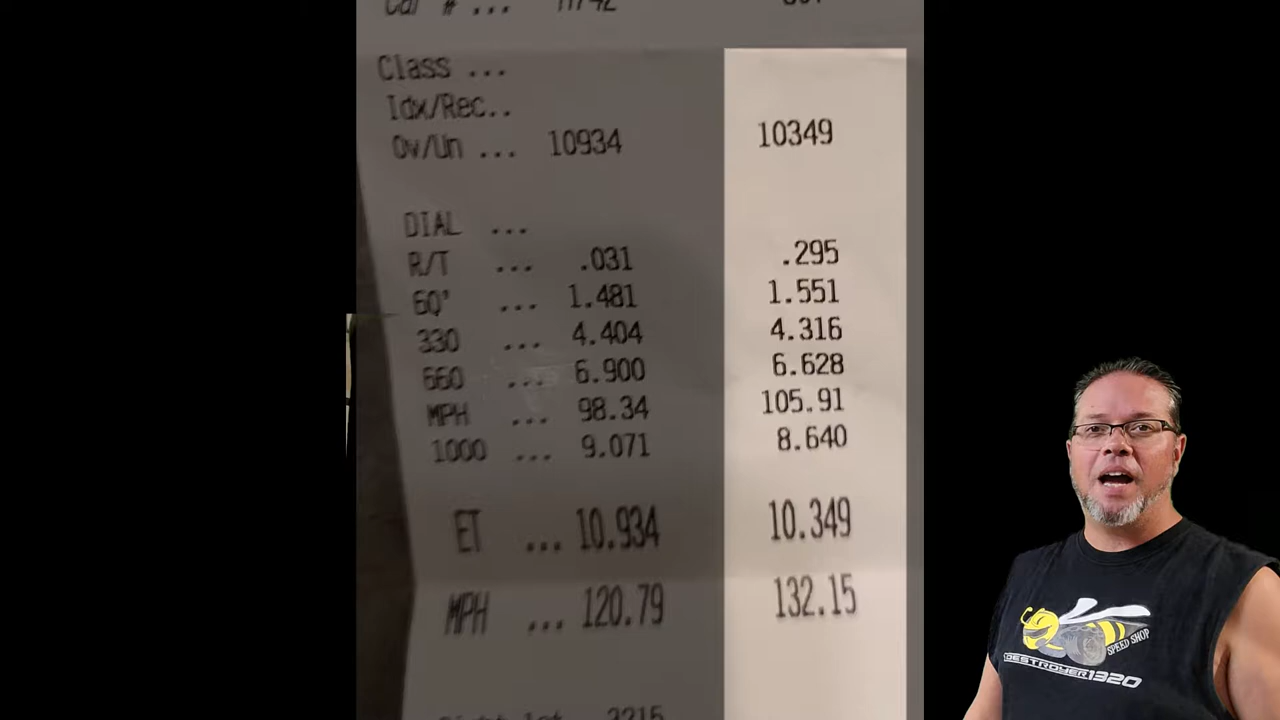 Car # ... 
Class ...
Idx/Rec..
Ov/Un ... 10934 10349
DIAL ...
R/T ... .031 .295
60' ... 1.481 1.551
330 ... 4.404 4.316
660 ... 6.900 6.628
MPH ... 98.34 105.91
1000 ... 9.071 8.640
ET ... 10.934 10.349
MPH ... 120.79 132.15
SPEED SHOP
DESTROYER1320